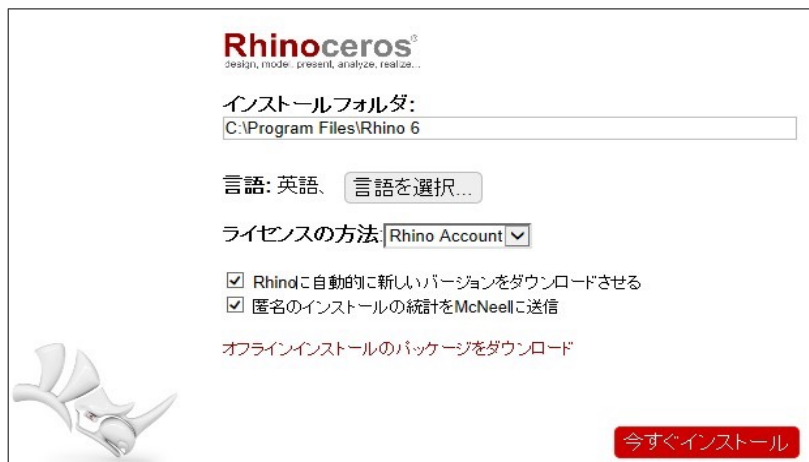 Rhinoceros®
design, model, present, analyze, realize...
インストールフォルダ:
C:\Program Files\Rhino 6
言語: 英語、 言語を選択...
ライセンスの方法: Rhino Account
Rhinoに自動的に新しいバージョンをダウンロードさせる
匿名のインストールの統計をMcNeelに送信
オフラインインストールのパッケージをダウンロード
今すぐインストール